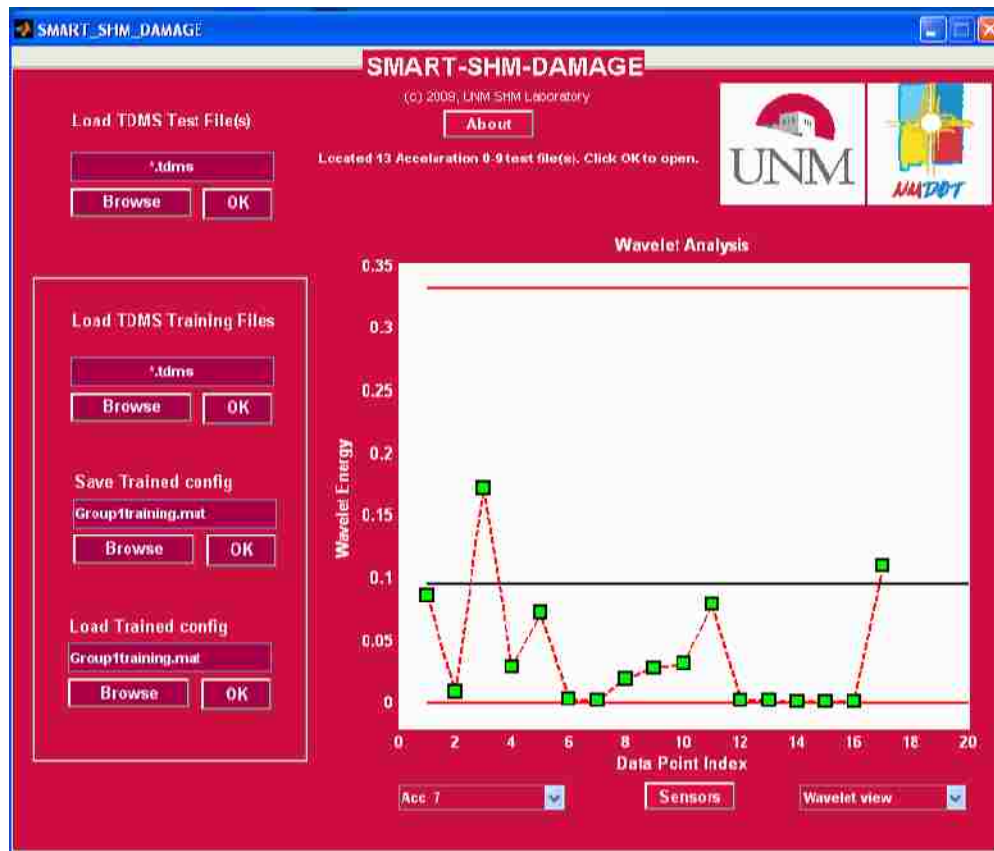 SMART_SHM_DAMAGE
SMART-SHM-DAMAGE
(c) 2009, UNM SHM Laboratory
About
Located 13 Acceleration 0-9 test file(s). Click OK to open.
UNM
NMDOT
Load TDMS Test File(s)
*.tdms
Browse OK
Load TDMS Training Files
*.tdms
Browse OK
Save Trained config
Group1training.mat
Browse OK
Load Trained config
Group1training.mat
Browse OK
Wavelet Analysis
0.35
0.3
0.25
0.2
0.15
0.1
0.05
0
Wavelet Energy
0 2 4 6 8 10 12 14 16 18 20
Data Point Index
Acc 7
Sensors
Wavelet view